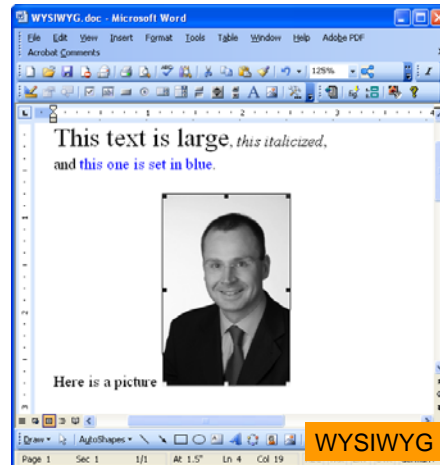 WYSIWYG.doc - Microsoft Word
File Edit View Insert Format Tools Table Window Help Adobe PDF
Acrobat Comments
125%
L
This text is large, this italicized,
and this one is set in blue.
Here is a picture
Draw AutoShapes
WYSIWYG
Page 1 Sec 1 1/1 At 1.5" Ln 4 Col 19